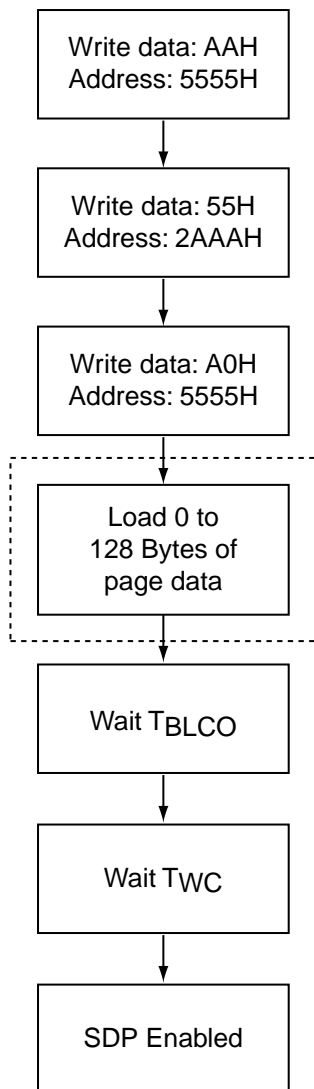 Write data: AAH
Address: 5555H
Write data: 55H
Address: 2AAAH
Write data: A0H
Address: 5555H
Load 0 to
128 Bytes of
page data
Wait TBLCO
Wait TWC
SDP Enabled